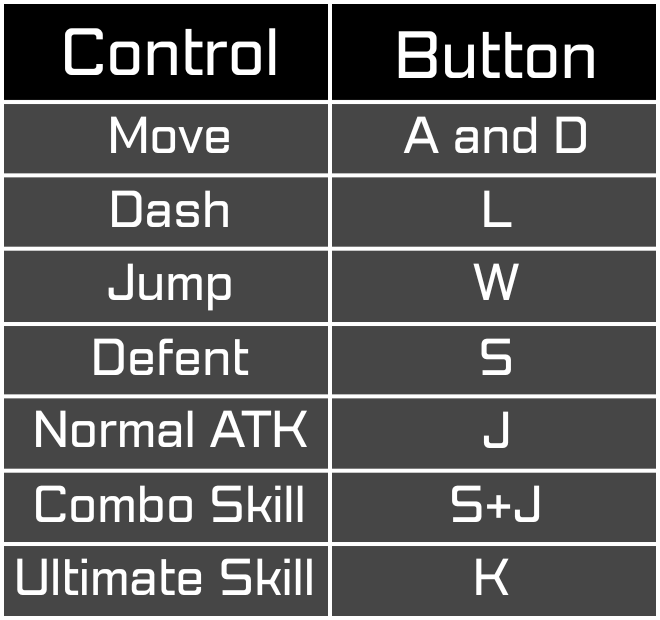 Control Button
Move A and D
Dash L
Jump W
Defent S
Normal ATK J
Combo Skill S+J
Ultimate Skill K